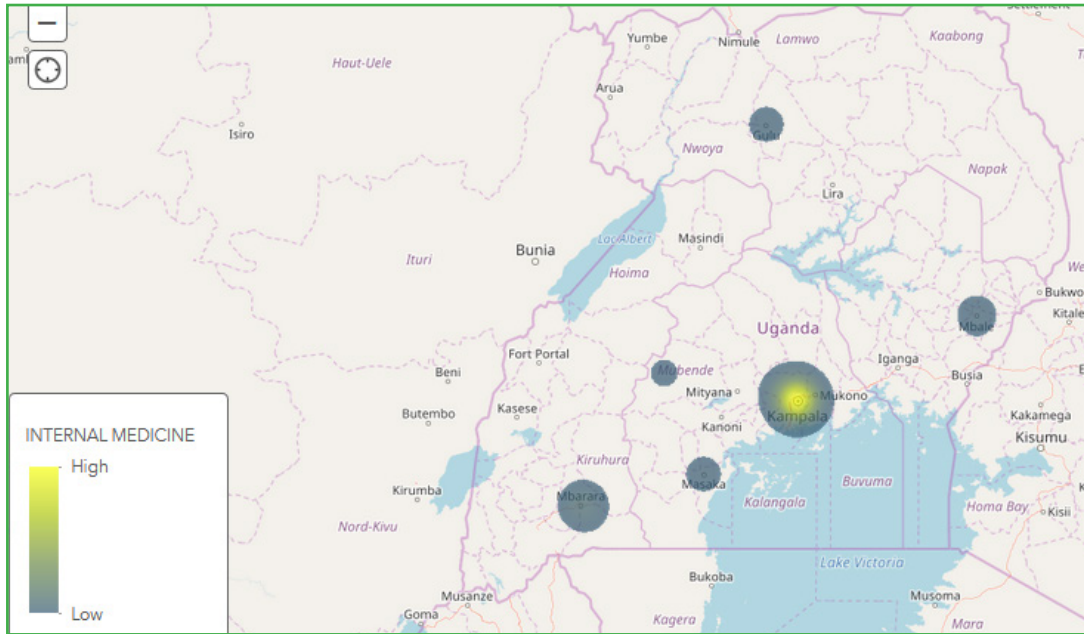 Settlement
Yumbe
Nimule
Lamwo
Kaabong
Haut-Uele
Arua
Isiro
Gulu
Nwoya
Napak
Lira
Lac Albert
Masindi
Bunia
Ituri
Hoima
Bukwo
Kitale
Uganda
Mbale
Fort Portal
Iganga
Beni
Mubende
Busia
Mityana
Mukono
Butembo
Kasese
Kampala
Kakamega
Kanoni
Kisumu
INTERNAL MEDICINE
High
Kiruhura
Masaka
Buvuma
Kirumba
Mbarara
Kalangala
Homa Bay
Kisii
Nord-Kivu
Lake Victoria
Bukoba
Low
Musanze
Musoma
Goma
Kagera
Mara